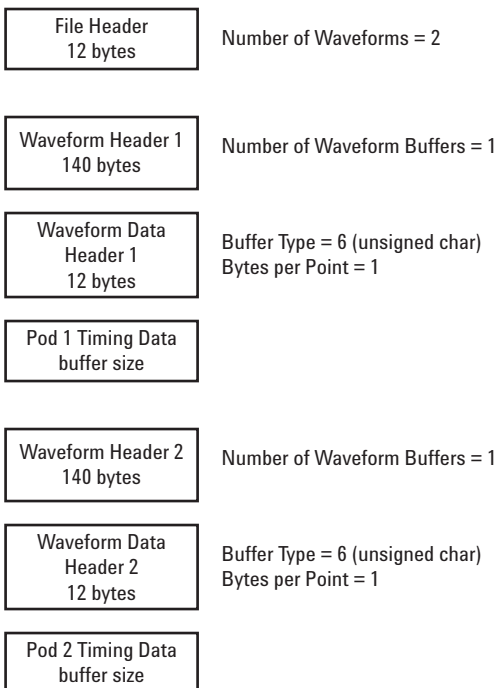 File Header
12 bytes
Number of Waveforms = 2
Waveform Header 1
140 bytes
Number of Waveform Buffers = 1
Waveform Data
Header 1
12 bytes
Buffer Type = 6 (unsigned char)
Bytes per Point = 1
Pod 1 Timing Data
buffer size
Waveform Header 2
140 bytes
Number of Waveform Buffers = 1
Waveform Data
Header 2
12 bytes
Buffer Type = 6 (unsigned char)
Bytes per Point = 1
Pod 2 Timing Data
buffer size